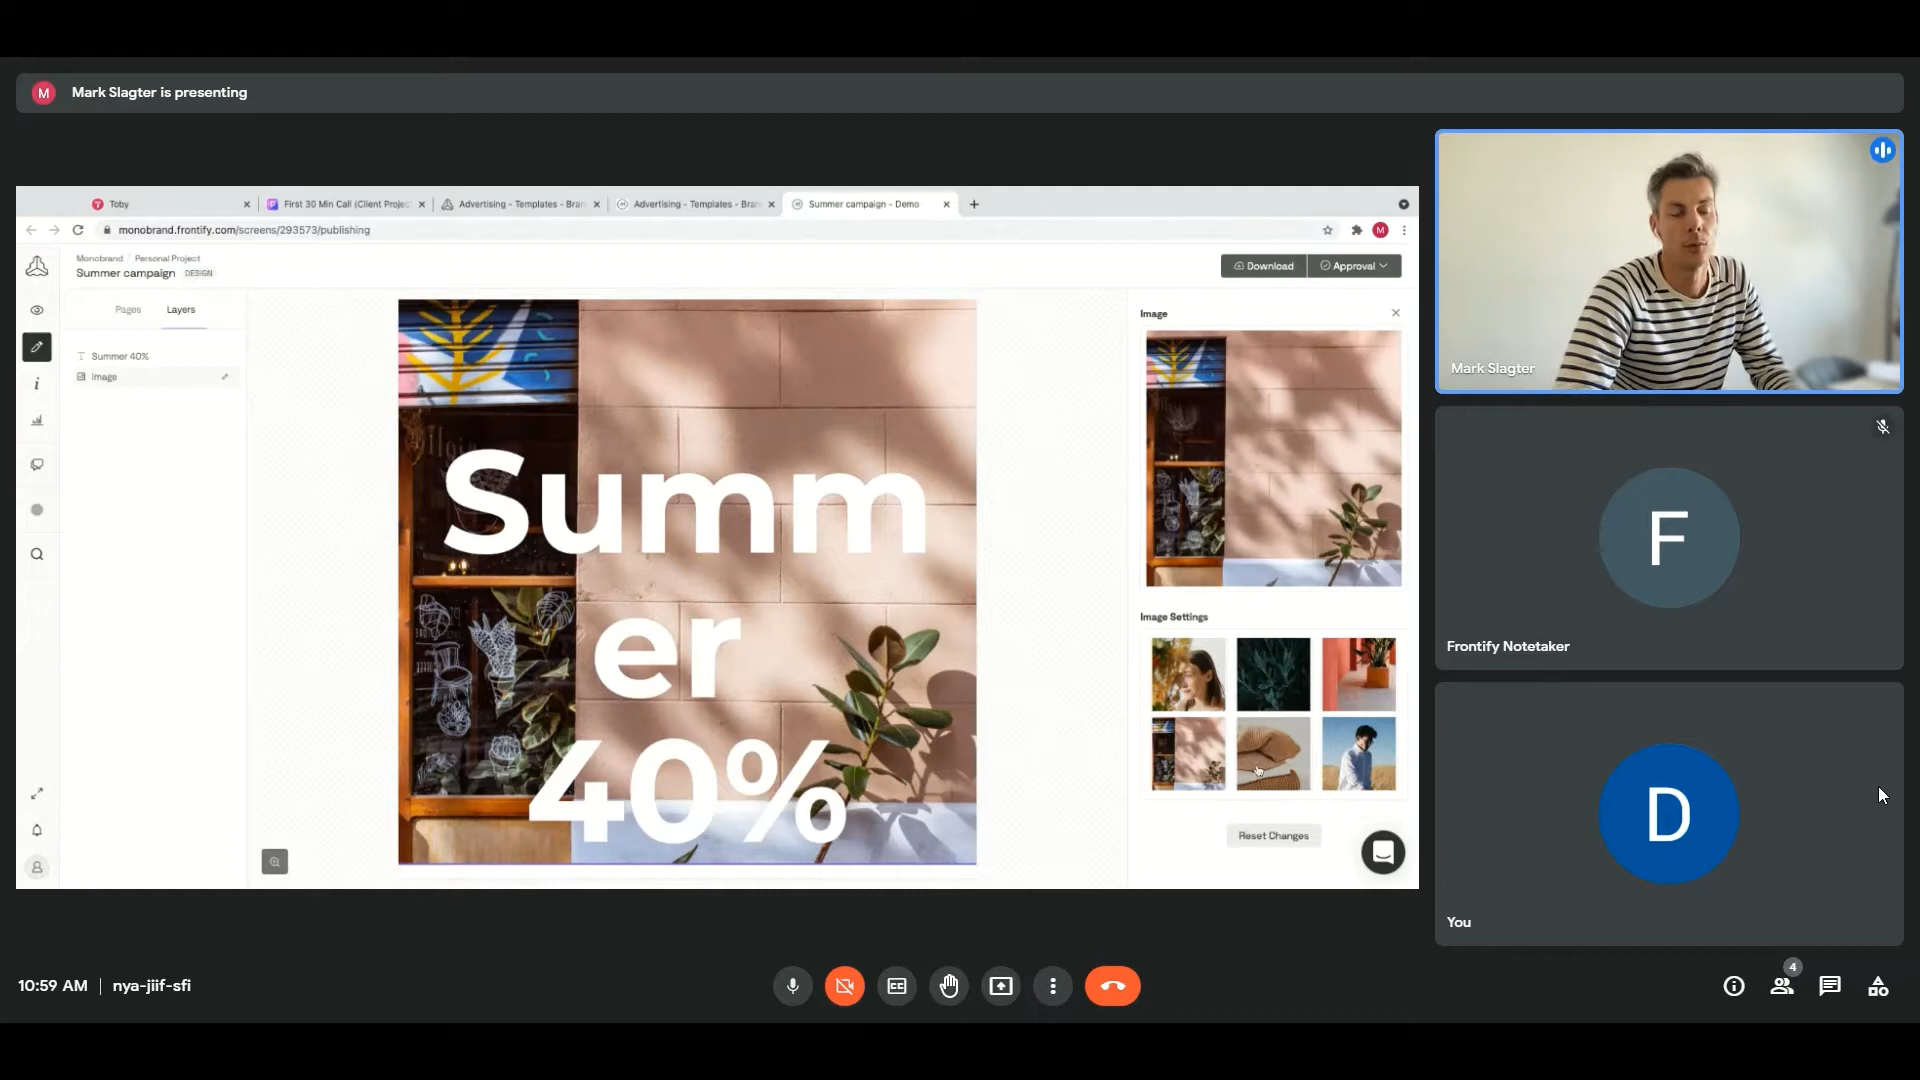 M
Mark Slagter is presenting
Toby
First 30 Min Call (Client Projec
Advertising - Templates - Bran
Advertising - Templates - Bran
Summer campaign - Demo
monobrand.frontify.com/screens/293573/publishing
M
Monobrand / Personal Project
Summer campaign DESIGN
Download
Approval
Pages
Layers
Summer 40%
Image
Summ
er
40%
Image
Image Settings
Reset Changes
Mark Slagter
F
Frontify Notetaker
D
You
10:59 AM | nya-jiif-sfi
CC
4